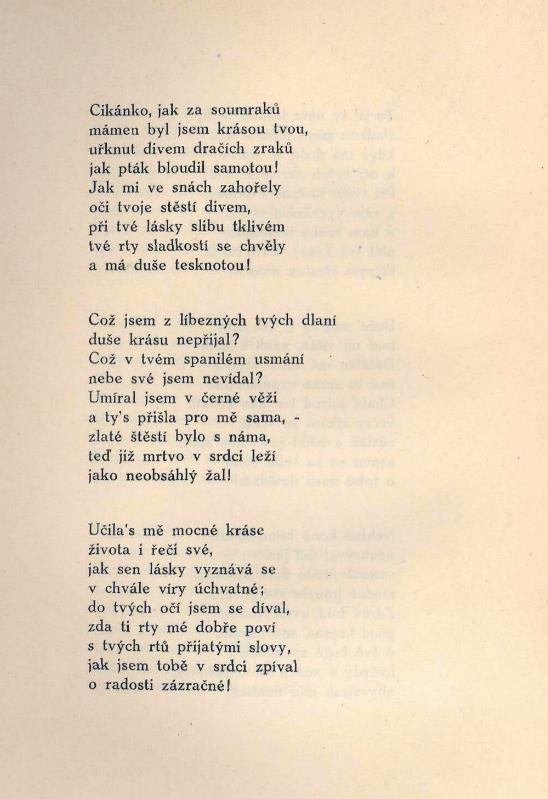 Cikánko, jak za soumraků
mámen byl jsem krásou tvou,
uřknut divem dračích zraků
jak pták bloudil samotou!
Jak mi ve snách zahořely
oči tvoje stěstí divem,
při tvé lásky slibu tklivém
tvé rty sladkostí se chvěly
a má duše tesknotou!
Což jsem z líbezných tvých dlaní
duše krásu nepřijal?
Což v tvém spanilém usmání
nebe své jsem nevídal?
Umíral jsem v černé věži
a ty's přišla pro mě sama, -
zlaté štěstí bylo s náma,
teď již mrtvo v srdci leží
jako neobsáhlý žal!
Učila's mě mocné kráse
života i řečí své,
jak sen lásky vyznává se
v chvále víry úchvatné;
do tvých očí jsem se díval,
zda ti rty mé dobře poví
s tvých rtů přijatými slovy,
jak jsem tobě v srdci zpíval
o radosti zázračné!